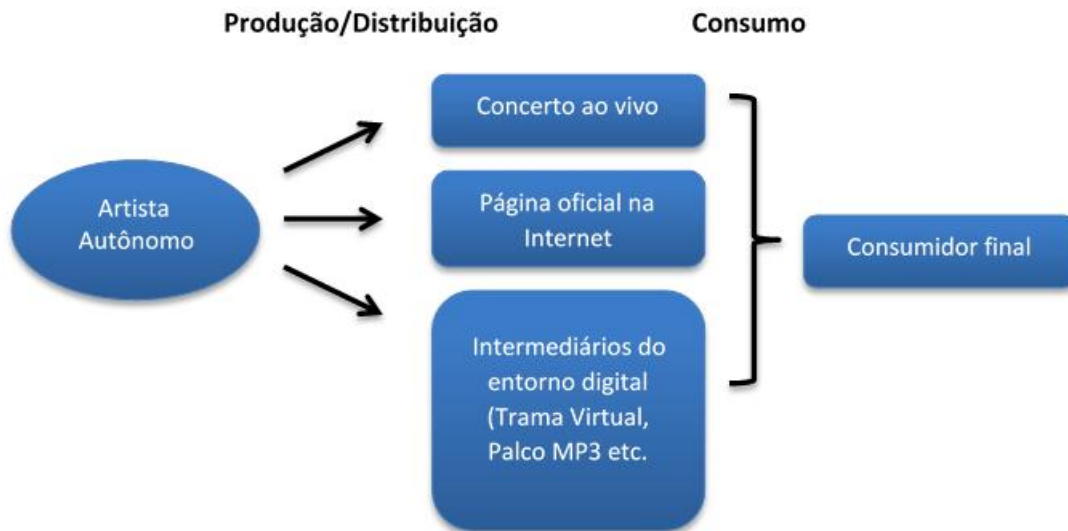 Produção/Distribuição
Consumo
Concerto ao vivo
Artista
Autônomo
Página oficial na
Internet
Consumidor final
Intermediários do
entorno digital
(Trama Virtual,
Palco MP3 etc.